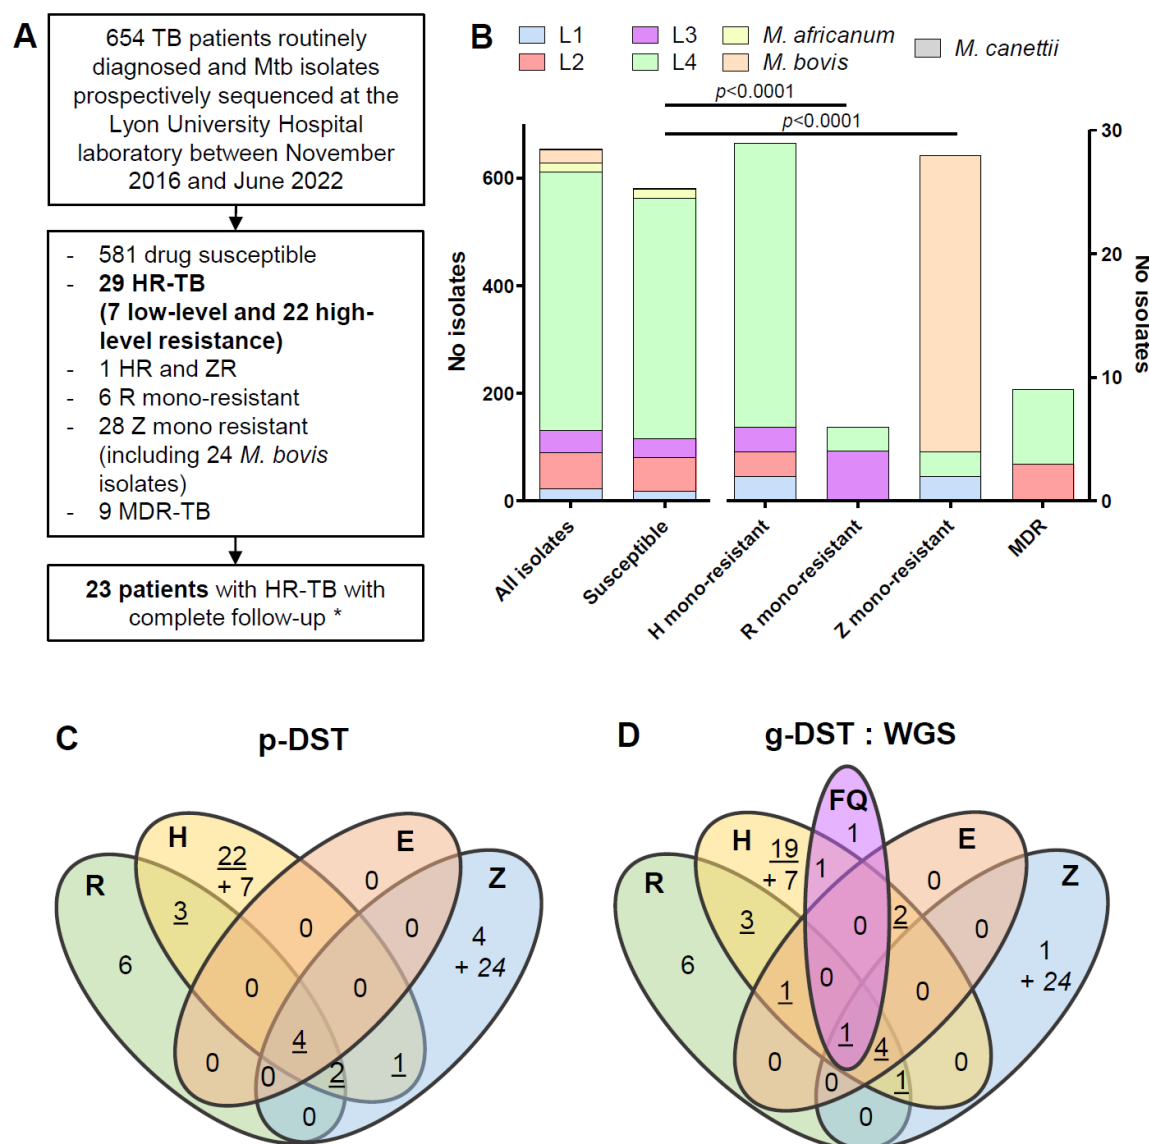 A
654 TB patients routinely
diagnosed and Mtb isolates
prospectively sequenced at the
Lyon University Hospital
laboratory between November
2016 and June 2022
- 581 drug susceptible
- 29 HR-TB
(7 low-level and 22 high-
level resistance)
- 1 HR and ZR
- 6 R mono-resistant
- 28 Z mono resistant
(including 24 M. bovis
isolates)
- 9 MDR-TB
23 patients with HR-TB with
complete follow-up *
B
L1 L3 M. africanum M. canettii
L2 L4 M. bovis
p<0.0001
p<0.0001
No isolates
600
400
200
0
30
20
10
0
No isolates
All isolates
Susceptible
H mono-resistant
R mono-resistant
Z mono-resistant
MDR
C
p-DST
R
H
E
Z
22
+ 7
0
3
0
0
4
+ 24
6
0
0
4
0
0
2
1
0
D
g-DST : WGS
FQ
R
H
E
Z
1
19
+ 7
1
0
3
0
2
0
1
+ 24
6
0
1
0
1
4
0
0
1
0
0